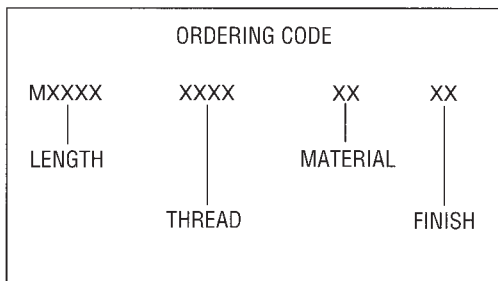 ORDERING CODE
MXXXX XXXX XX XX
LENGTH MATERIAL
THREAD FINISH